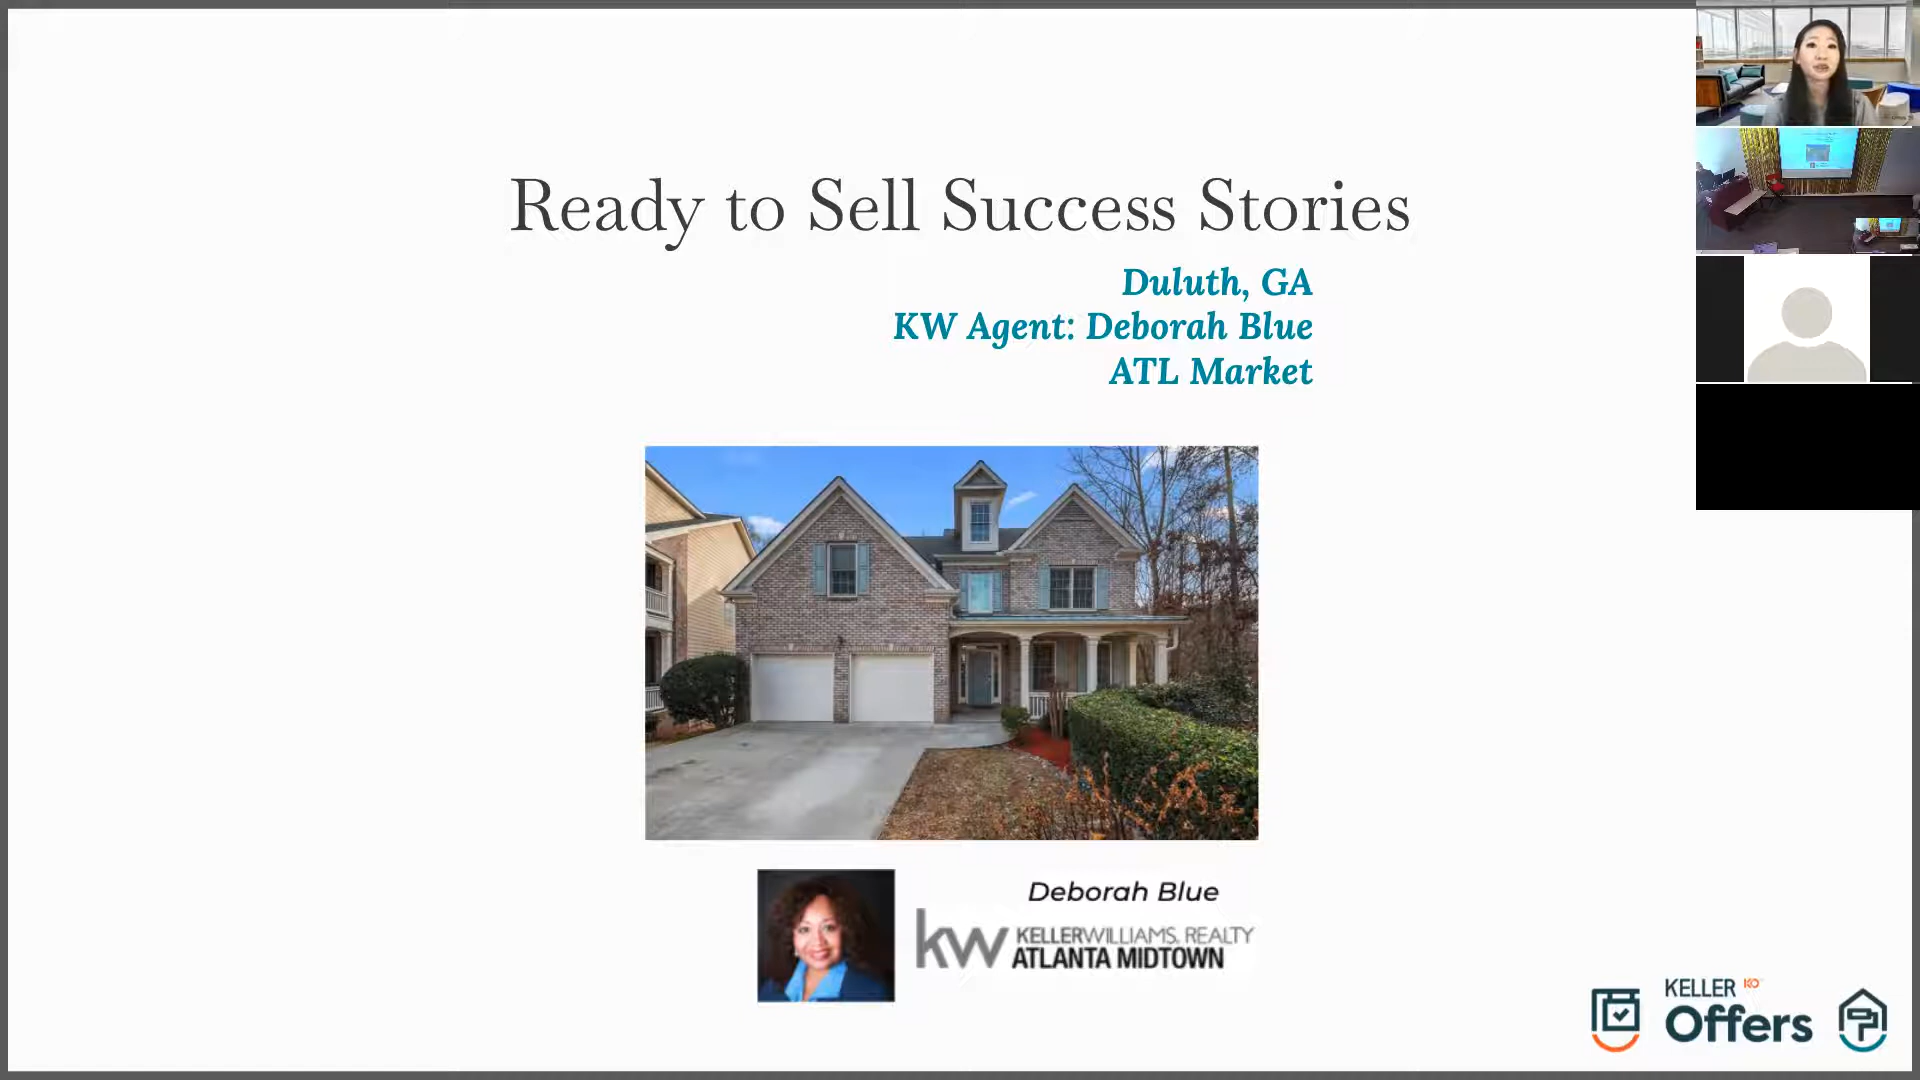 Ready to Sell Success Stories
Duluth, GA
KW Agent: Deborah Blue
ATL Market
Deborah Blue
kw KELLERWILLIAMS. REALTY
ATLANTA MIDTOWN
KELLER KO
Offers